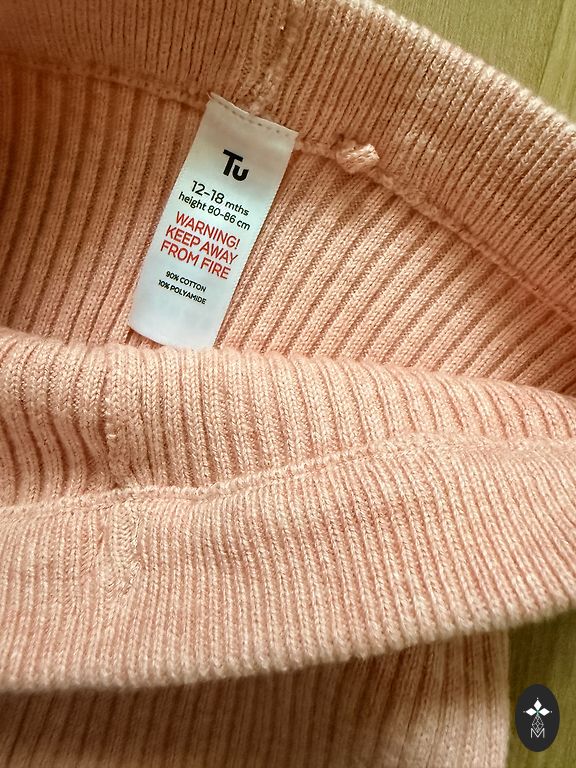 Tu
12-18 mths
height 80-86 cm
WARNING!
KEEP AWAY
FROM FIRE
90% COTTON
10% POLYAMIDE
M